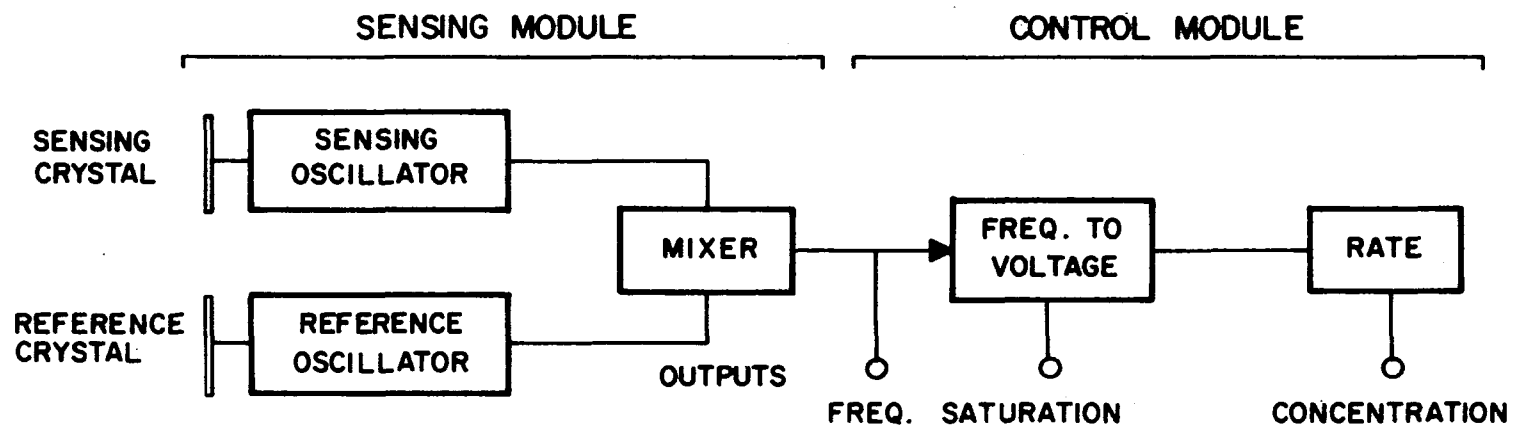 SENSING MODULE
CONTROL MODULE
SENSING
CRYSTAL
SENSING
OSCILLATOR
MIXER
FREQ. TO
VOLTAGE
RATE
REFERENCE
CRYSTAL
REFERENCE
OSCILLATOR
OUTPUTS
FREQ.
SATURATION
CONCENTRATION